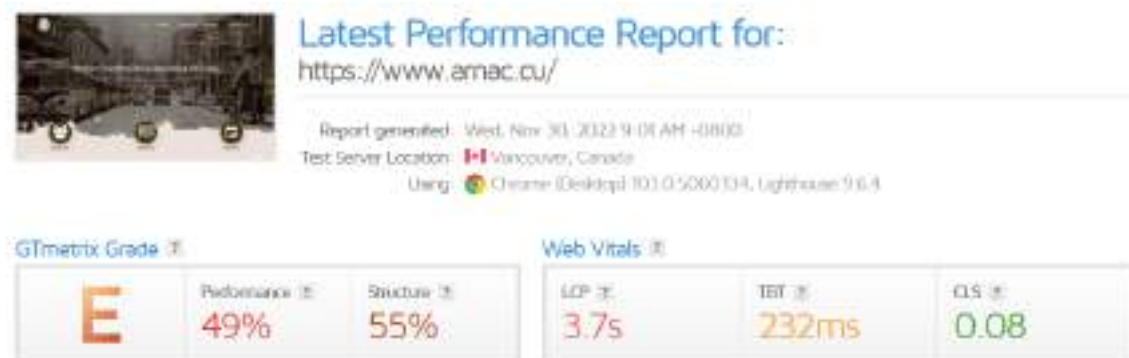 Latest Performance Report for:
https://www.arnac.cu/
Report generated: Wed, Nov 30, 2022 9:01 AM -0800
Test Server Location: Vancouver, Canada
Using: Chrome (Desktop) 103.0.5060.134, Lighthouse 9.6.4
GTmetrix Grade ?
Web Vitals ?
E
Performance ?
49%
Structure ?
55%
LCP ?
3.7s
TBT ?
232ms
CLS ?
0.08